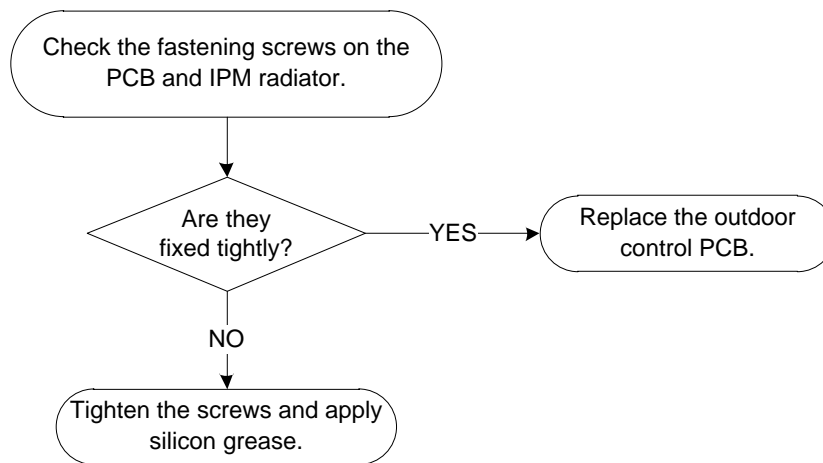 Check the fastening screws on the
PCB and IPM radiator.
Are they
fixed tightly?
YES
Replace the outdoor
control PCB.
NO
Tighten the screws and apply
silicon grease.